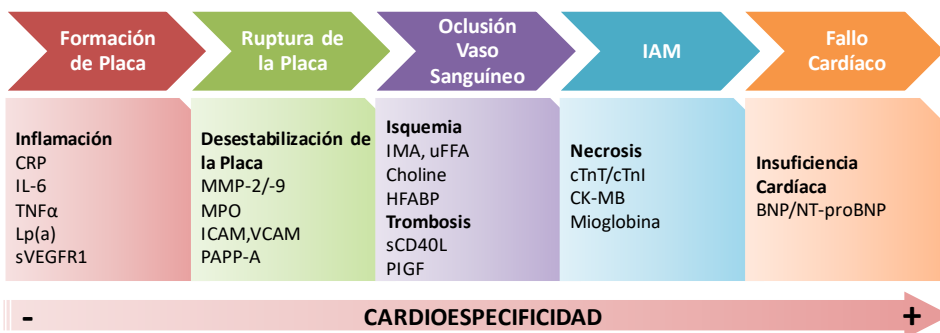 Formación
de Placa
Ruptura de
la Placa
Oclusión
Vaso
Sanguíneo
IAM
Fallo
Cardíaco
Inflamación
CRP
IL-6
TNFα
Lp(a)
sVEGFR1
Desestabilización de
la Placa
MMP-2/-9
MPO
ICAM,VCAM
PAPP-A
Isquemia
IMA, uFFA
Choline
HFABP
Trombosis
sCD40L
PIGF
Necrosis
cTnT/cTnI
CK-MB
Mioglobina
Insuficiencia
Cardíaca
BNP/NT-proBNP
- CARDIOESPECIFICIDAD +